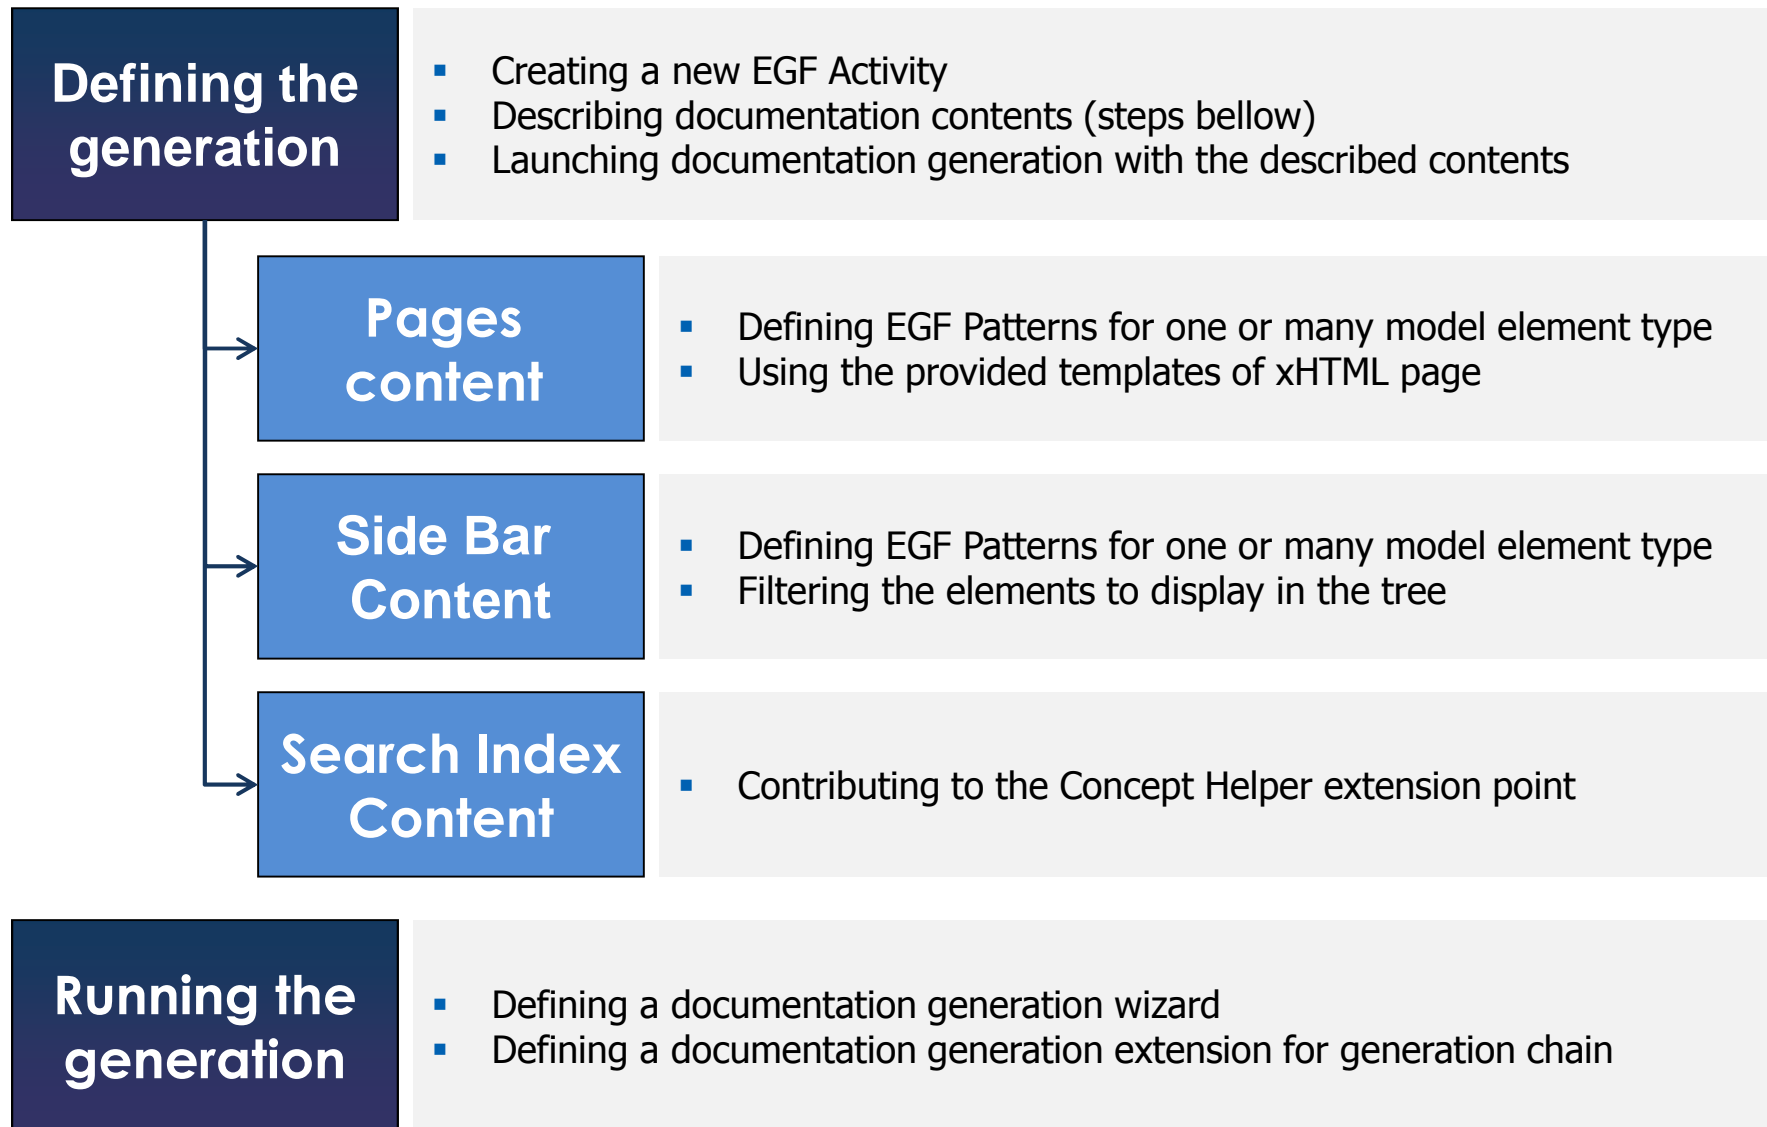 Defining the
generation
▪ Creating a new EGF Activity
▪ Describing documentation contents (steps bellow)
▪ Launching documentation generation with the described contents
Pages
content
▪ Defining EGF Patterns for one or many model element type
▪ Using the provided templates of xHTML page
Side Bar
Content
▪ Defining EGF Patterns for one or many model element type
▪ Filtering the elements to display in the tree
Search Index
Content
▪ Contributing to the Concept Helper extension point
Running the
generation
▪ Defining a documentation generation wizard
▪ Defining a documentation generation extension for generation chain